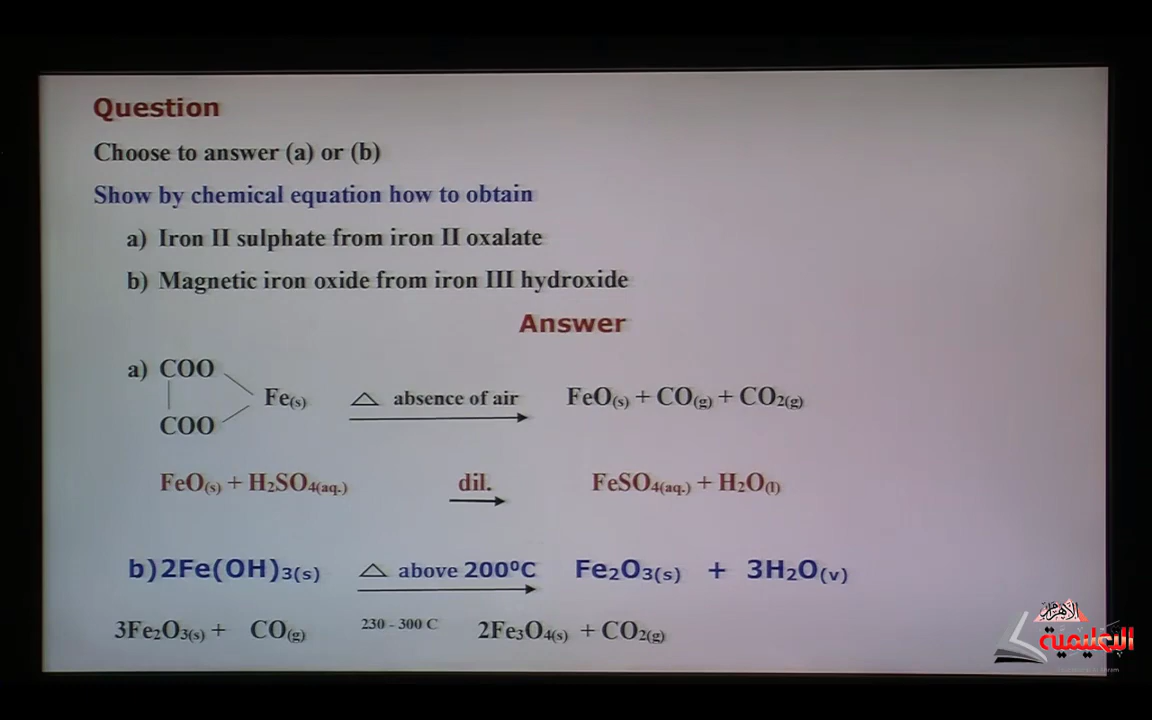 Question
Choose to answer (a) or (b)
Show by chemical equation how to obtain
a) Iron II sulphate from iron II oxalate
b) Magnetic iron oxide from iron III hydroxide
Answer
a) COO
Fe(s) △ absence of air FeO(s) + CO(g) + CO2(g)
COO
FeO(s) + H2SO4(aq.) dil. FeSO4(aq.) + H2O(l)
b)2Fe(OH)3(s) △ above 200⁰C Fe2O3(s) + 3H2O(v)
3Fe2O3(s) + CO(g) 230 - 300 C 2Fe3O4(s) + CO2(g)
الأهرام
التعليمية